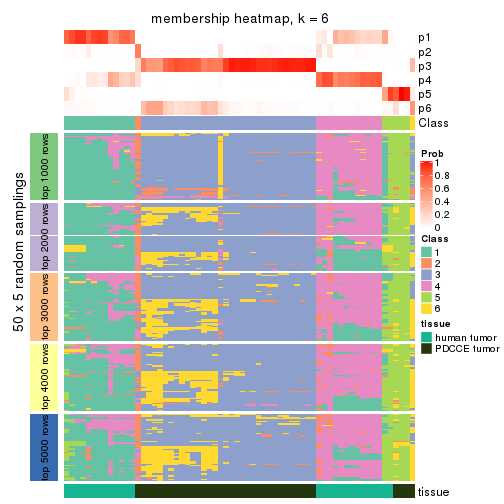 membership heatmap, k = 6
p1
p2
p3
p4
p5
p6
Class
50 x 5 random samplings
top 1000 rows
top 2000 rows
top 3000 rows
top 4000 rows
top 5000 rows
tissue
Prob
1
0.8
0.6
0.4
0.2
0
Class
1
2
3
4
5
6
tissue
human tumor
PDCCE tumor